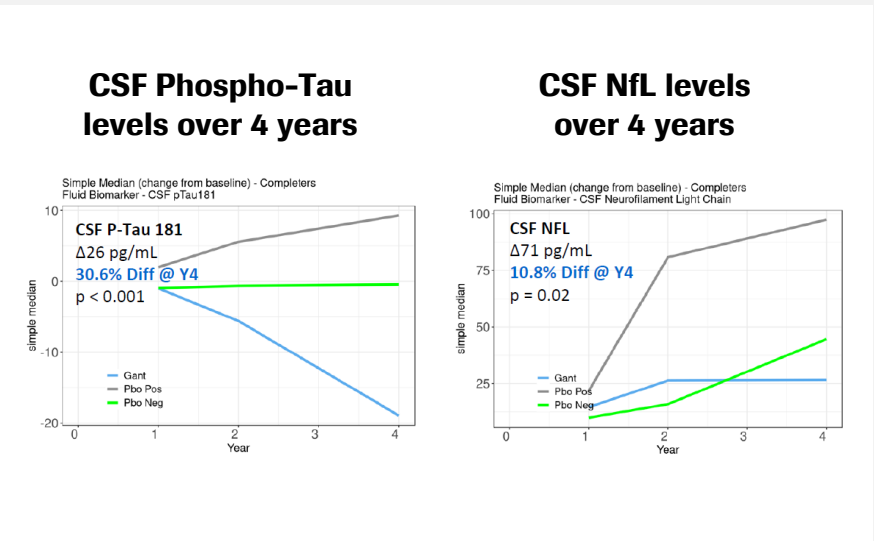 CSF Phospho-Tau
levels over 4 years
Simple Median (change from baseline) - Completers
Fluid Biomarker - CSF pTau181
CSF P-Tau 181
Δ26 pg/mL
30.6% Diff @ Y4
p < 0.001
simple median
10
0
-10
-20
Gant
Pbo Pos
Pbo Neg
0
1
2
3
4
Year
CSF NfL levels
over 4 years
Simple Median (change from baseline) - Completers
Fluid Biomarker - CSF Neurofilament Light Chain
CSF NFL
Δ71 pg/mL
10.8% Diff @ Y4
p = 0.02
simple median
100
75
50
25
Gant
Pbo Pos
Pbo Neg
0
1
2
3
4
Year